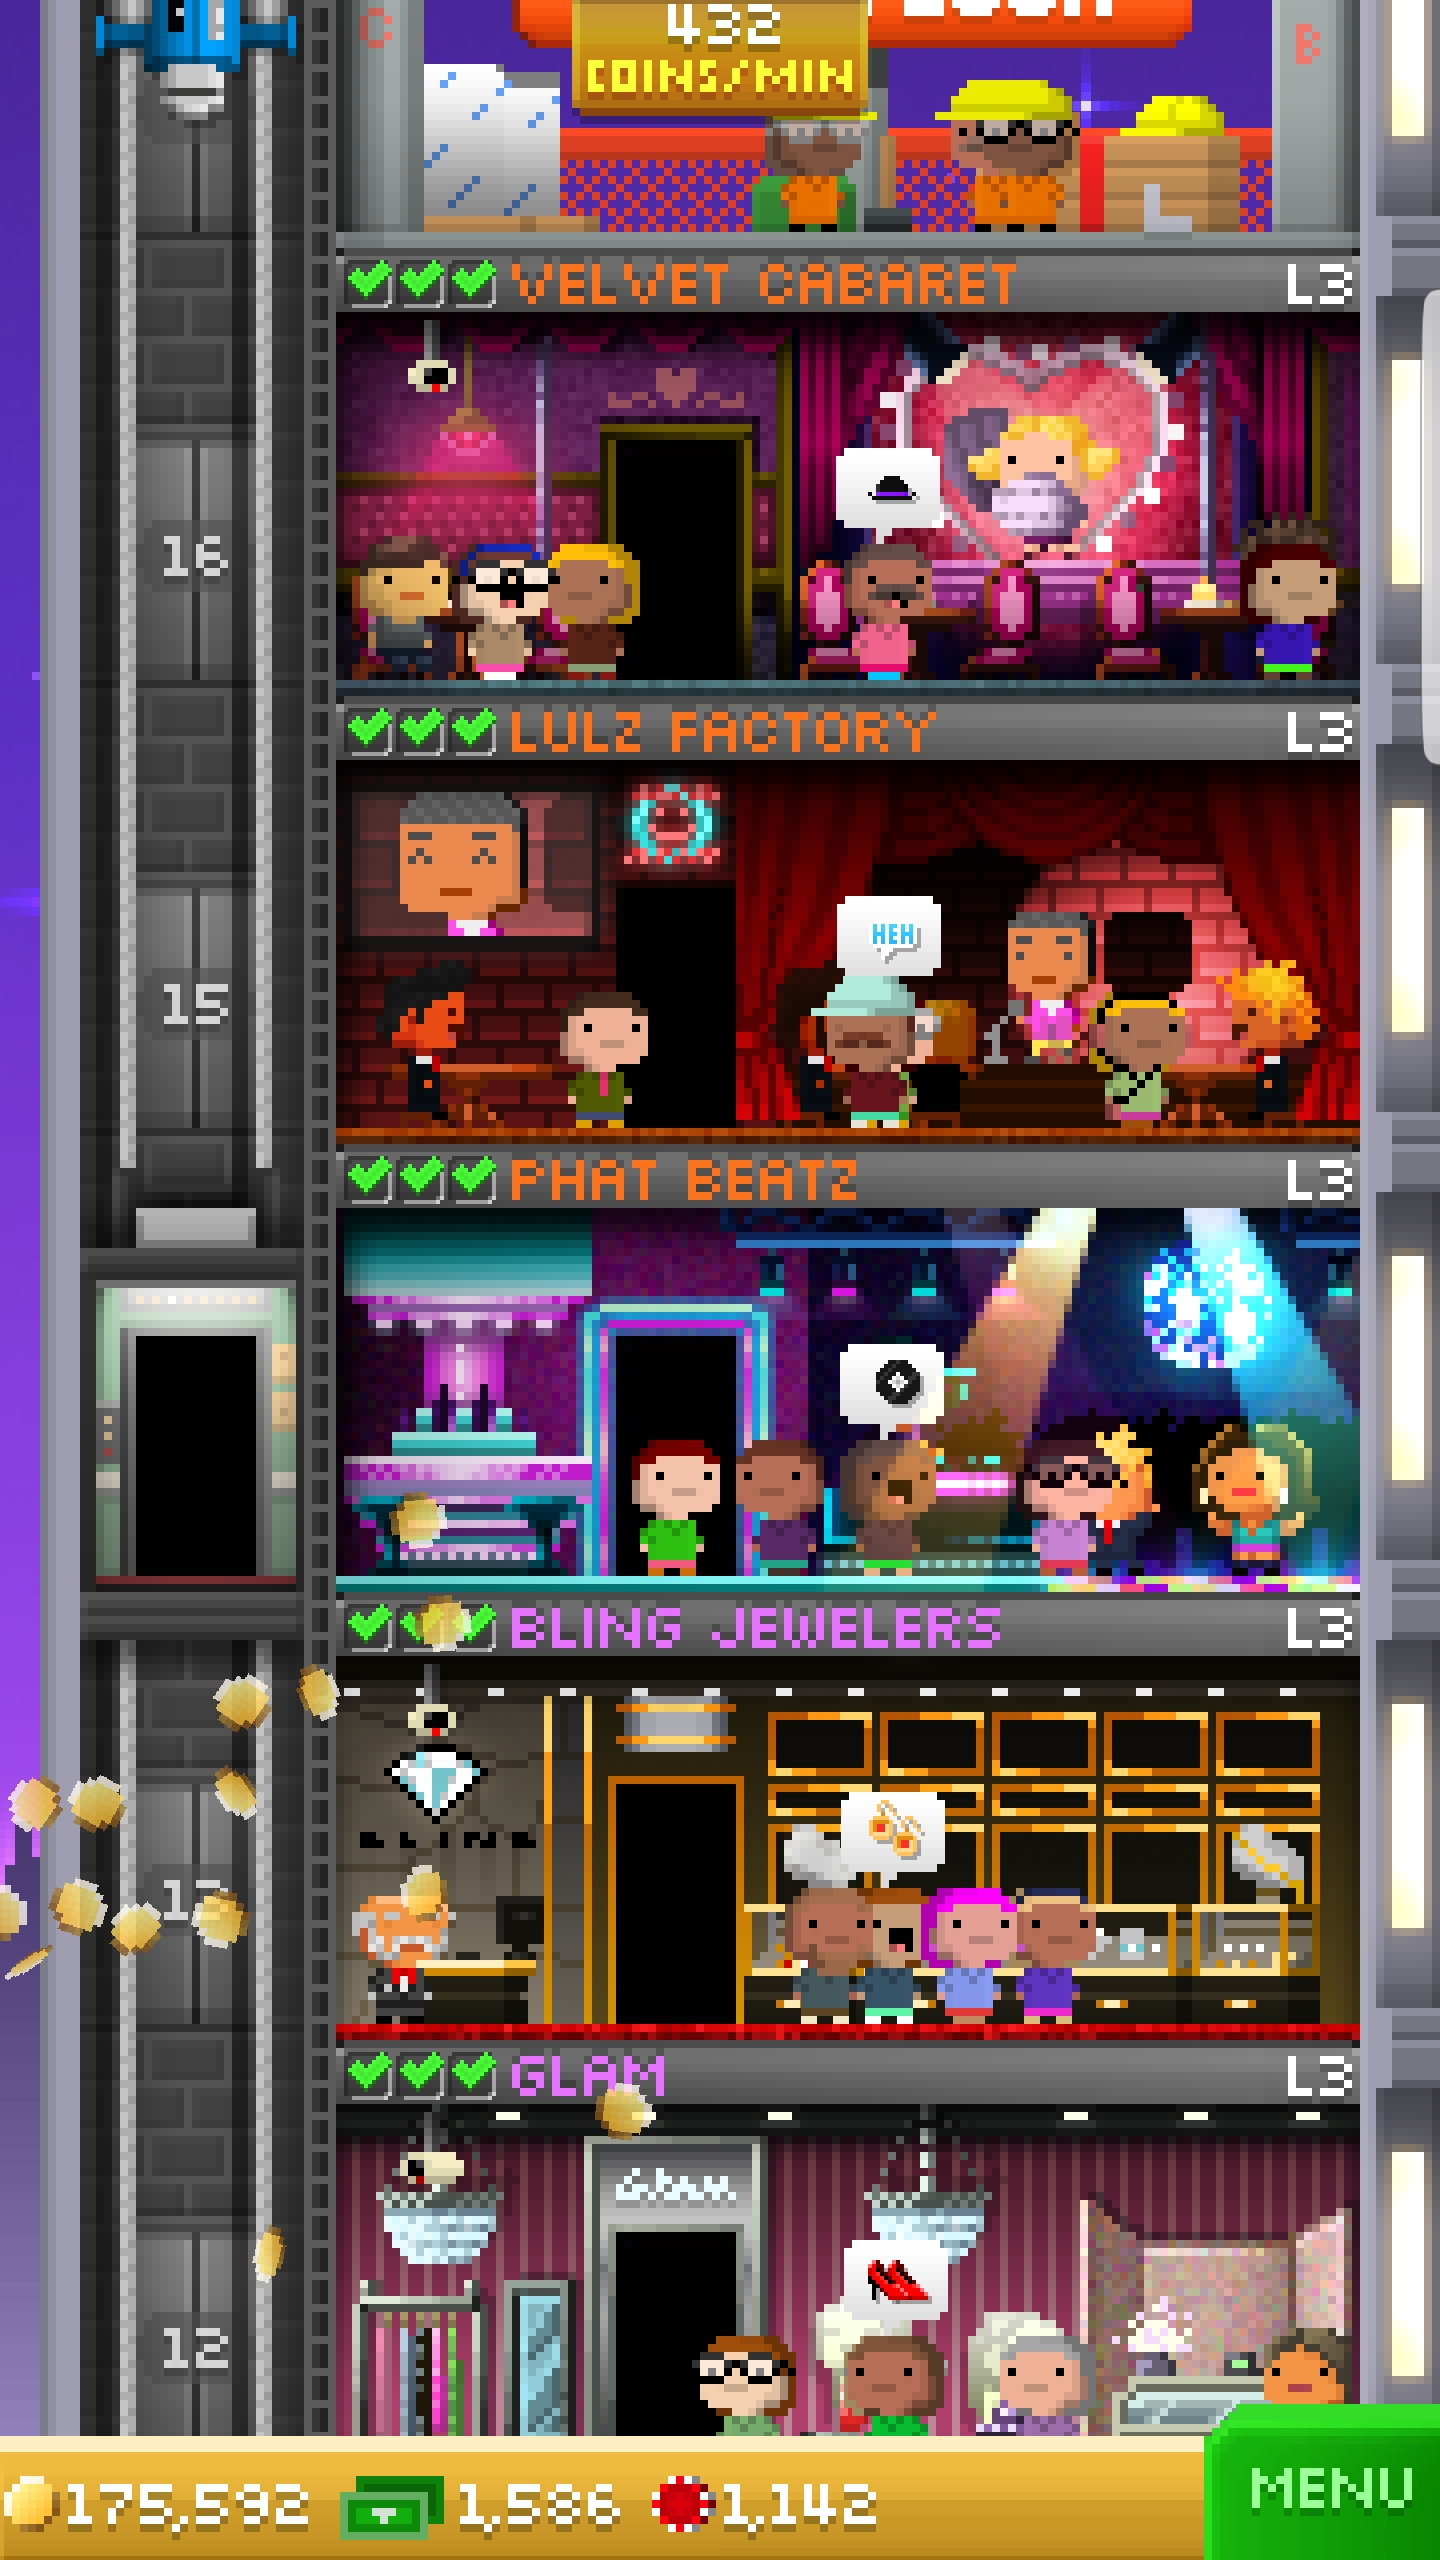 432
COINS/MIN
C
B
VELVET CABARET
L3
16
LULZ FACTORY
L3
HEH
15
PHAT BEATZ
L3
BLING JEWELERS
L3
BLING
GLAM
L3
Glam
12
175,592
1,586
1,142
MENU